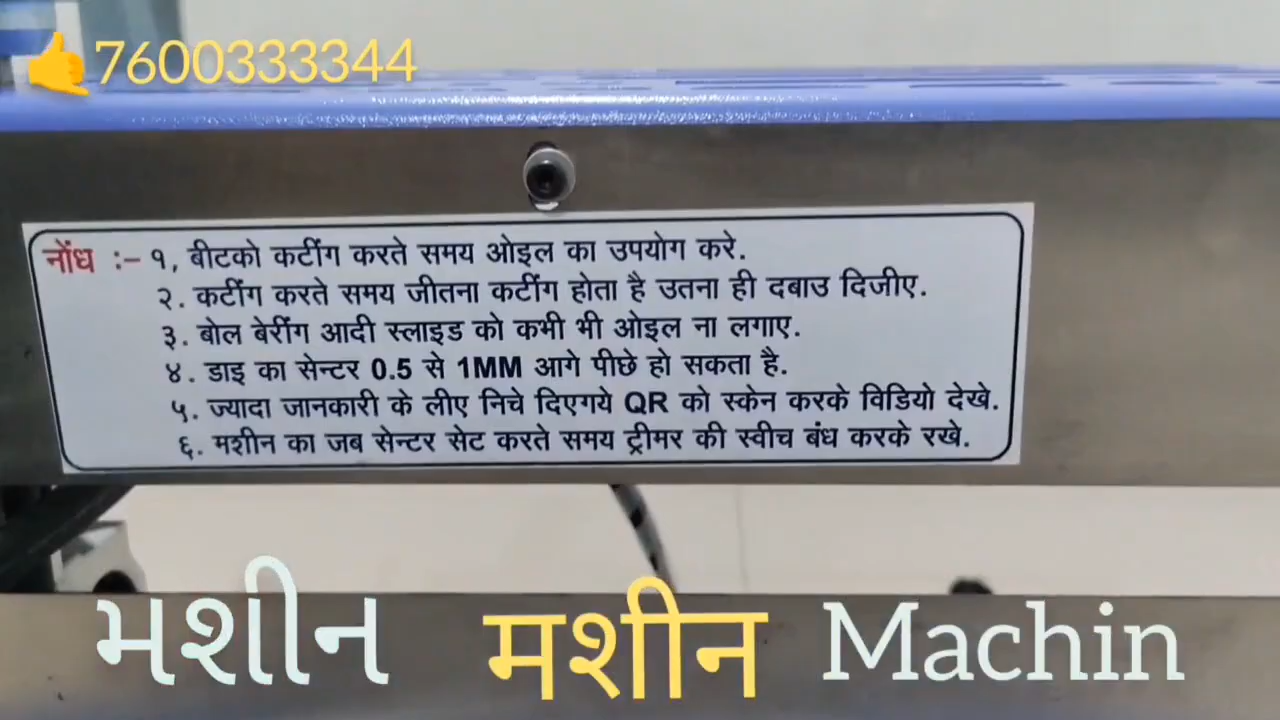 🤙7600333344
नोंध :– १, बीटको कटींग करते समय ओइल का उपयोग करे.
२. कटींग करते समय जीतना कटींग होता है उतना ही दबाउ दिजीए.
३. बोल बेरींग आदी स्लाइड को कभी भी ओइल ना लगाए.
४. डाइ का सेन्टर 0.5 से 1MM आगे पीछे हो सकता है.
५. ज्यादा जानकारी के लीए निचे दिएगये QR को स्केन करके विडियो देखे.
६. मशीन का जब सेन्टर सेट करते समय ट्रीमर की स्वीच बंध करके रखे.
મશીન मशीन Machin